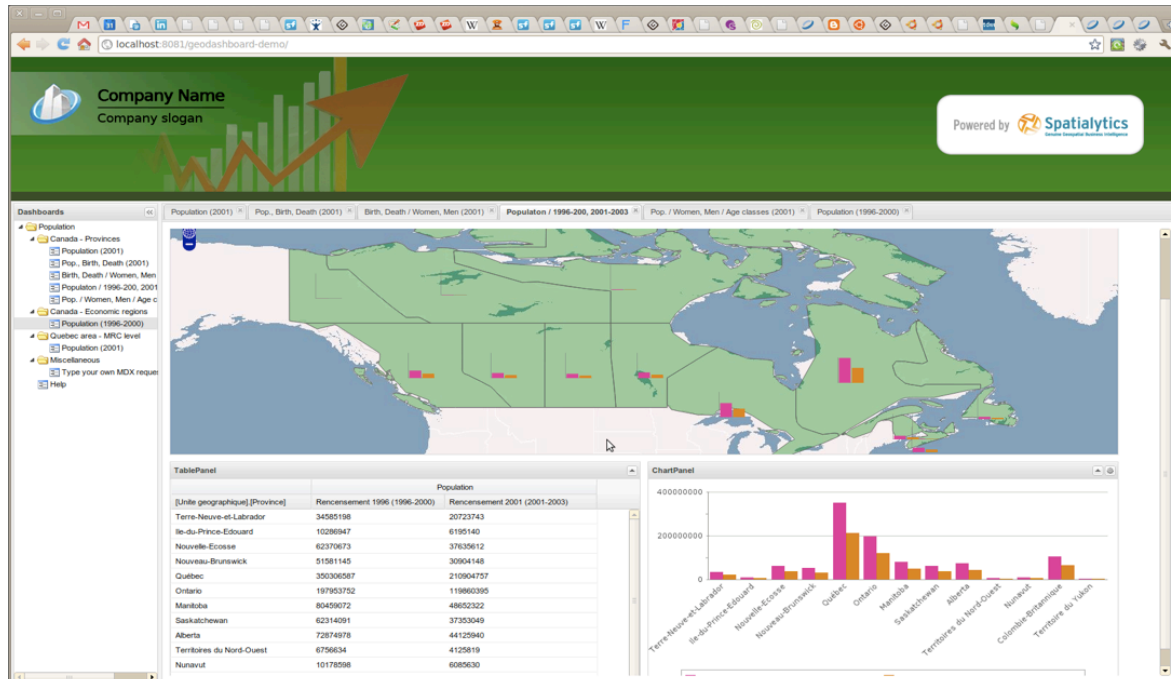 localhost:8081/geodashboard-demo/
Company Name
Company slogan
Powered by Spatialytics
Genuine Geospatial Business Intelligence
Dashboards
Population
Canada - Provinces
Population (2001)
Pop., Birth, Death (2001)
Birth, Death / Women, Men
Populaton / 1996-200, 2001
Pop. / Women, Men / Age c
Canada - Economic regions
Population (1996-2000)
Quebec area - MRC level
Population (2001)
Miscellaneous
Type your own MDX reques
Help
Population (2001)
Pop., Birth, Death (2001)
Birth, Death / Women, Men (2001)
Populaton / 1996-200, 2001-2003
Pop. / Women, Men / Age classes (2001)
Population (1996-2000)
TablePanel
Population
[Unite geographique].[Province] Rencensement 1996 (1996-2000) Rencensement 2001 (2001-2003)
Terre-Neuve-et-Labrador 34585198 20723743
Ile-du-Prince-Edouard 10286947 6195140
Nouvelle-Ecosse 62370673 37635612
Nouveau-Brunswick 51581145 30904148
Québec 350306587 210904757
Ontario 197953752 119860395
Manitoba 80459072 48652322
Saskatchewan 62314091 37353049
Alberta 72874978 44125940
Territoires du Nord-Ouest 6756634 4125819
Nunavut 10178598 6085630
ChartPanel
400000000
200000000
0
Terre-Neuve-et-Labrador
Ile-du-Prince-Edouard
Nouvelle-Ecosse
Nouveau-Brunswick
Québec
Ontario
Manitoba
Saskatchewan
Alberta
Territoires du Nord-Ouest
Nunavut
Colombie-Britannique
Territoire du Yukon